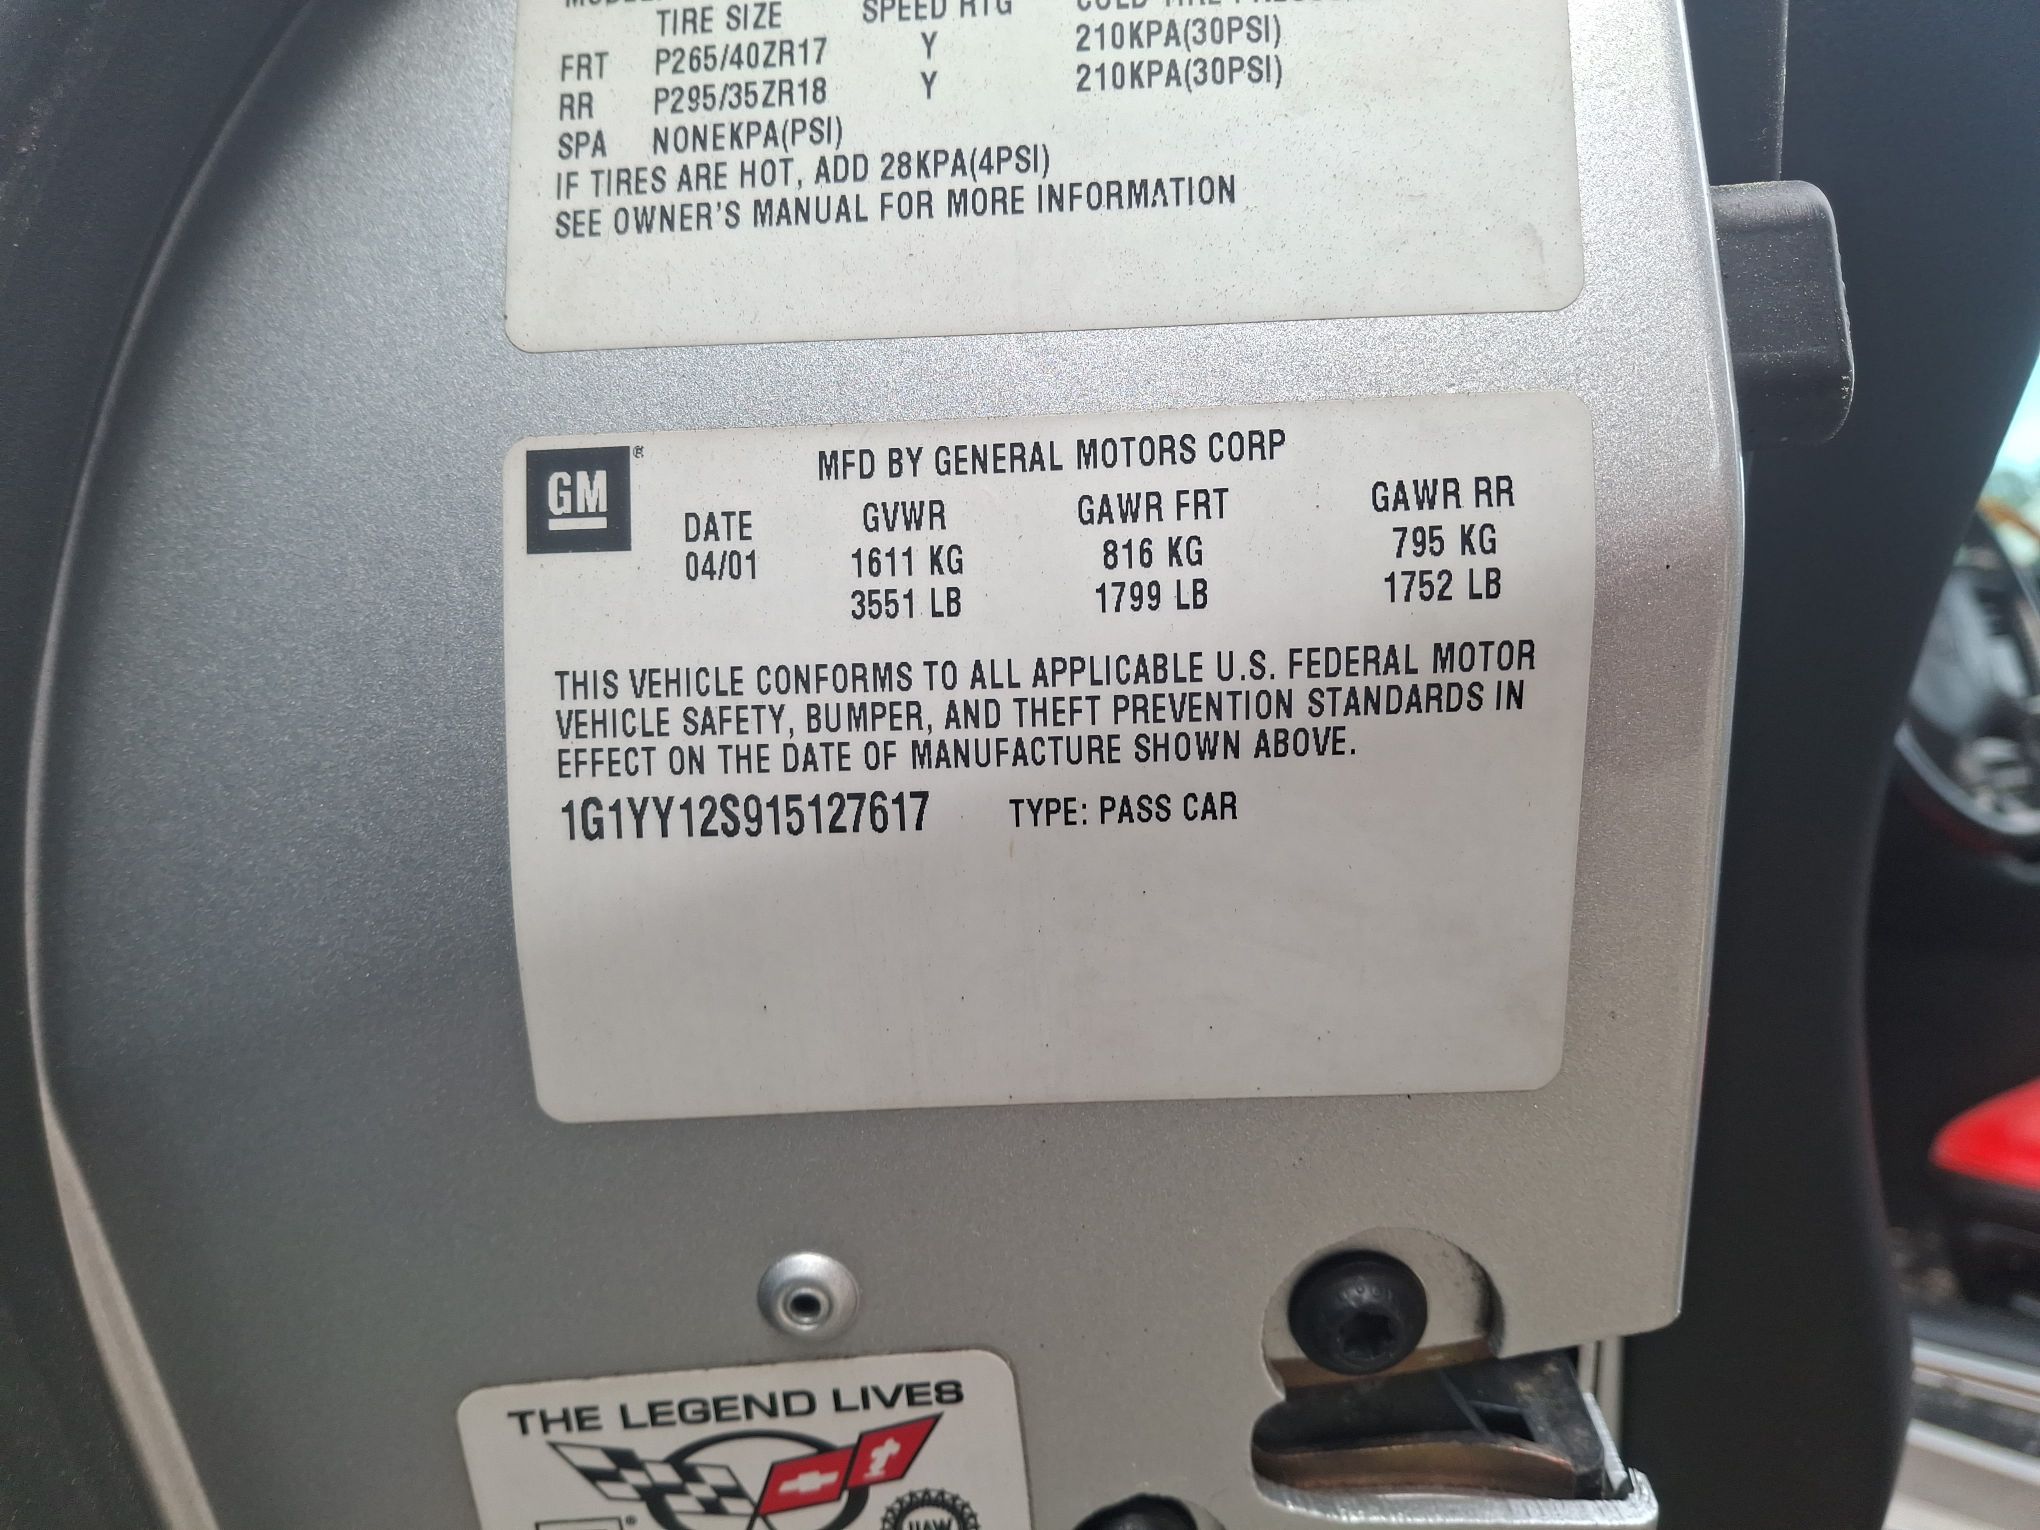 TIRE SIZE SPEED RTG
FRT P265/40ZR17 Y 210KPA(30PSI)
RR P295/35ZR18 Y 210KPA(30PSI)
SPA NONEKPA(PSI)
IF TIRES ARE HOT, ADD 28KPA(4PSI)
SEE OWNER'S MANUAL FOR MORE INFORMATION
GM®
MFD BY GENERAL MOTORS CORP
DATE GVWR GAWR FRT GAWR RR
04/01 1611 KG 816 KG 795 KG
3551 LB 1799 LB 1752 LB
THIS VEHICLE CONFORMS TO ALL APPLICABLE U.S. FEDERAL MOTOR
VEHICLE SAFETY, BUMPER, AND THEFT PREVENTION STANDARDS IN
EFFECT ON THE DATE OF MANUFACTURE SHOWN ABOVE.
1G1YY12S915127617 TYPE: PASS CAR
THE LEGEND LIVES
UAW